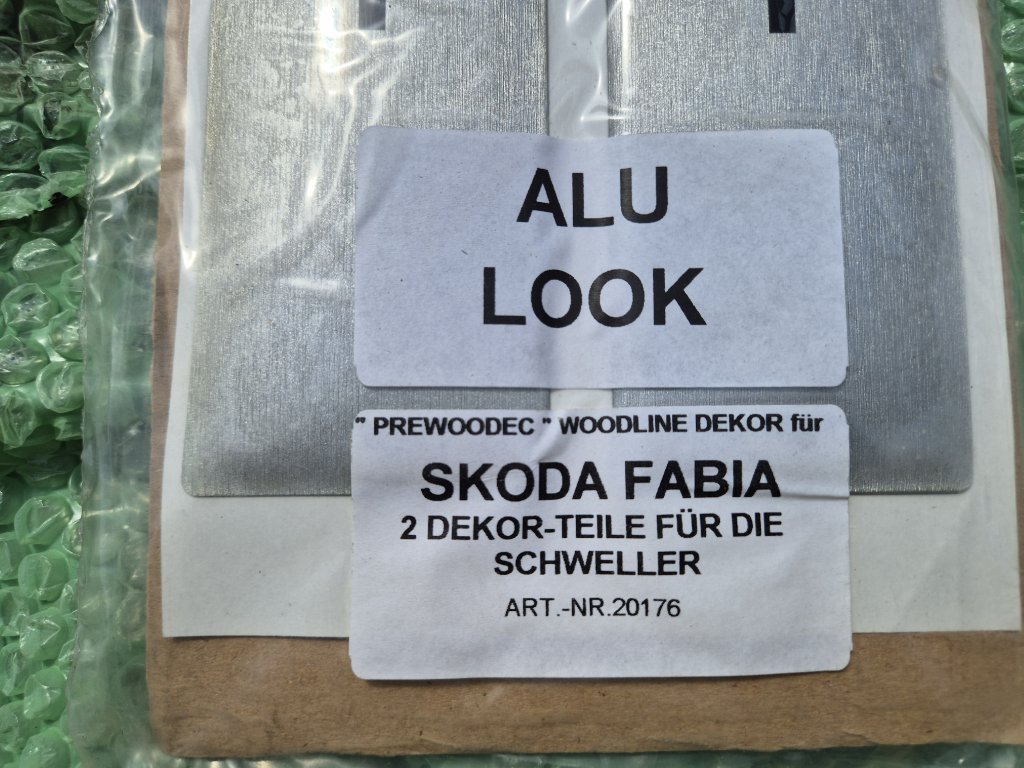 ALU
LOOK
" PREWOODEC " WOODLINE DEKOR für
SKODA FABIA
2 DEKOR-TEILE FÜR DIE
SCHWELLER
ART.-NR.20176